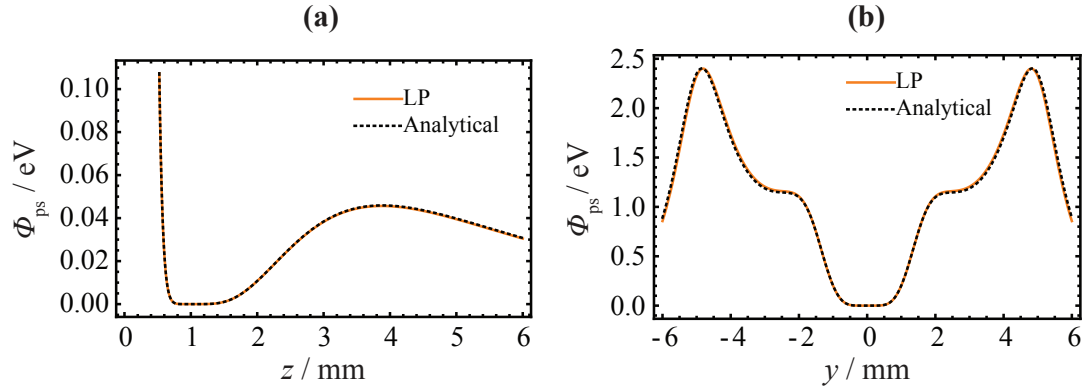 (a)
Φps / eV
0.10
0.08
0.06
0.04
0.02
0.00
LP
Analytical
0 1 2 3 4 5 6
z / mm
(b)
Φps / eV
2.5
2.0
1.5
1.0
0.5
0.0
LP
Analytical
-6 -4 -2 0 2 4 6
y / mm